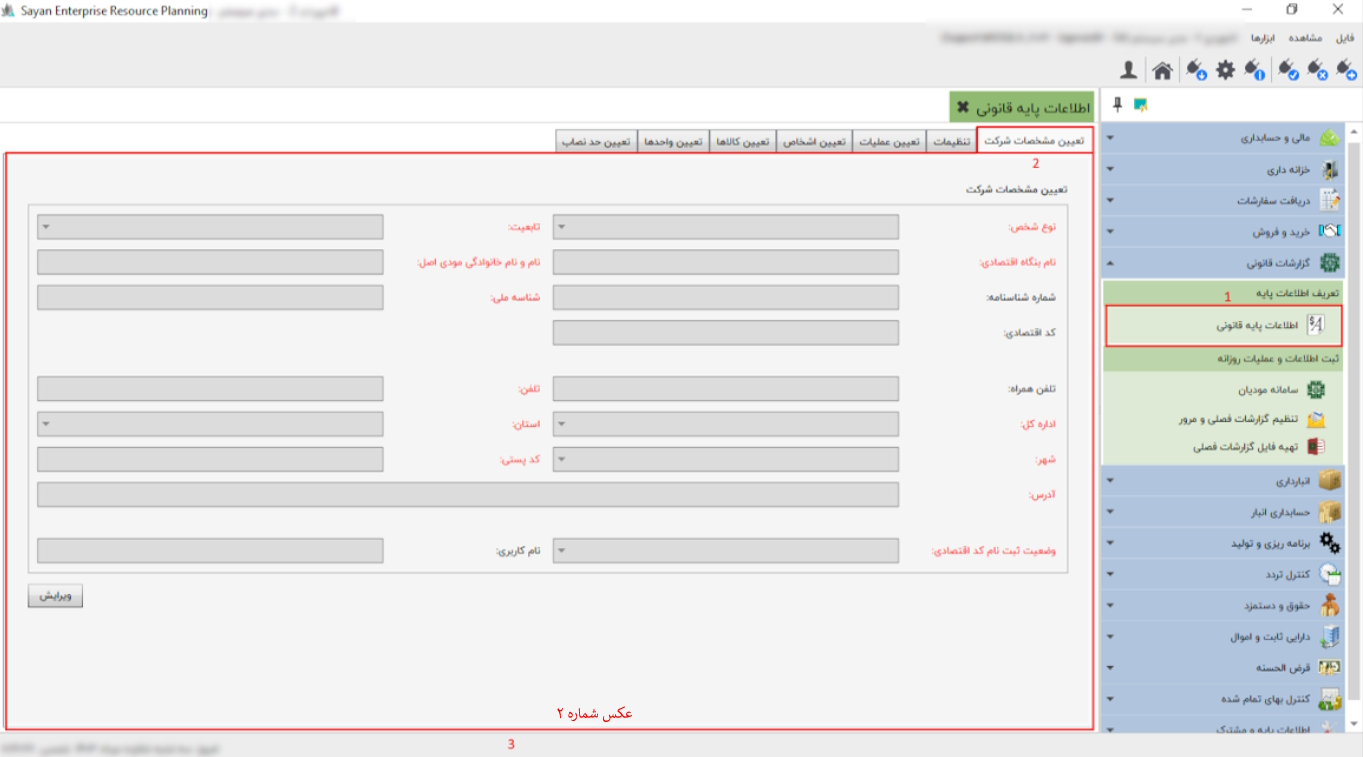 Sayan Enterprise Resource Planning
فایل مشاهده ابزارها
اطلاعات پایه قانونی
تعیین مشخصات شرکت
تنظیمات
تعیین عملیات
تعیین اشخاص
تعیین کالاها
تعیین واحدها
تعیین حد نصاب
2
تعیین مشخصات شرکت
نوع شخص: تابعیت:
نام بنگاه اقتصادی: نام و نام خانوادگی مودی اصل:
شماره شناسنامه: شناسه ملی:
کد اقتصادی:
تلفن همراه: تلفن:
اداره کل: استان:
شهر: کد پستی:
آدرس:
وضعیت ثبت نام کد اقتصادی: نام کاربری:
ویرایش
عکس شماره ۲
3
مالی و حسابداری
خزانه داری
دریافت سفارشات
خرید و فروش
گزارشات قانونی
تعریف اطلاعات پایه
1
اطلاعات پایه قانونی
ثبت اطلاعات و عملیات روزانه
سامانه مودیان
تنظیم گزارشات فصلی و مرور
تهیه فایل گزارشات فصلی
انبارداری
حسابداری انبار
برنامه ریزی و تولید
کنترل تردد
حقوق و دستمزد
دارایی ثابت و اموال
قرض الحسنه
کنترل بهای تمام شده
اطلاعات پایه و مشترک